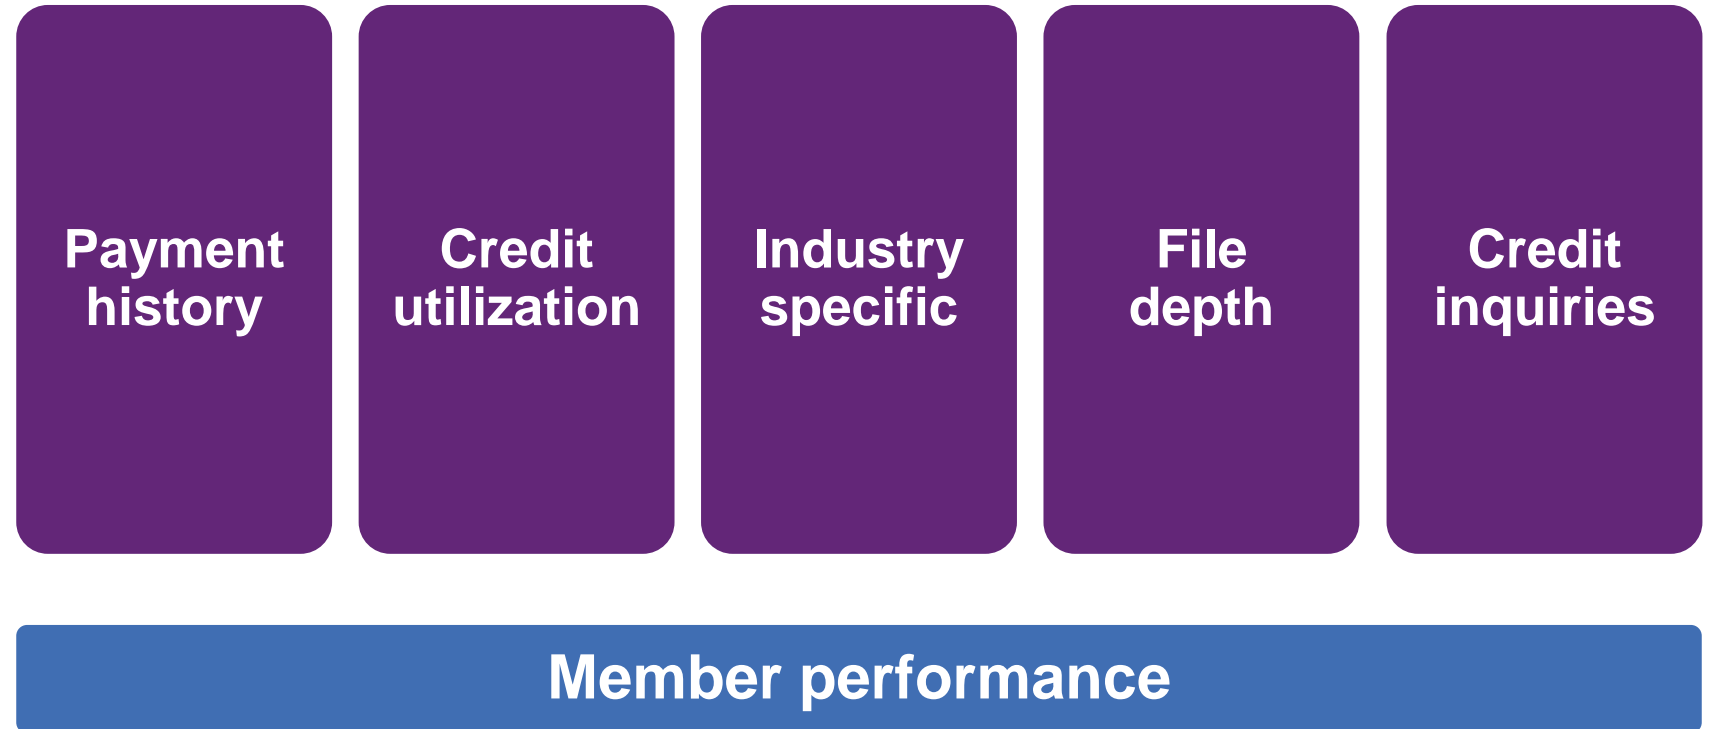 Payment
history
Credit
utilization
Industry
specific
File
depth
Credit
inquiries
Member performance